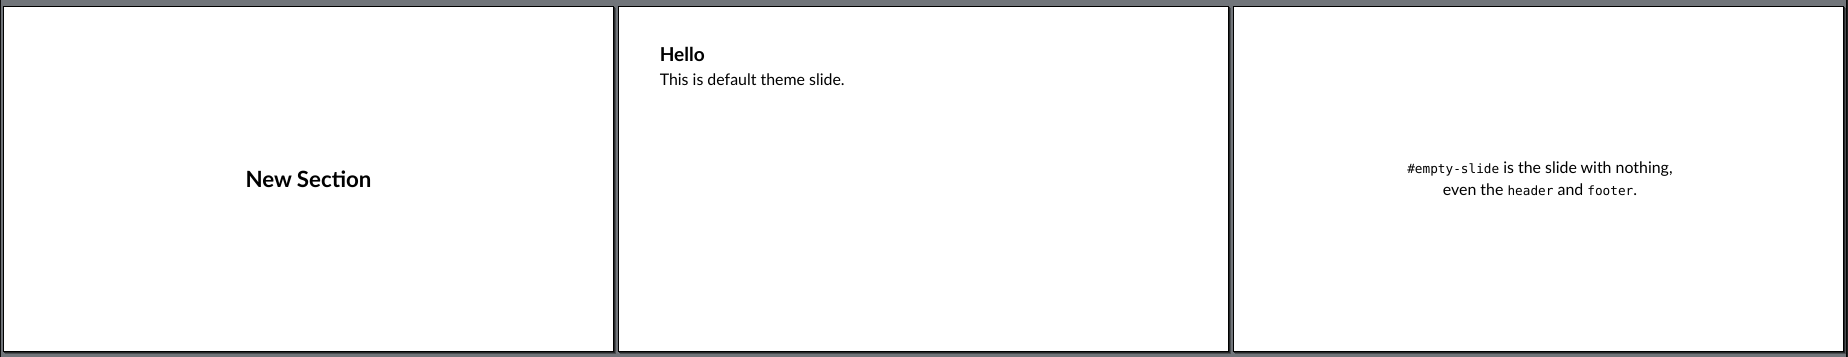 New Section
Hello
This is default theme slide.
#empty-slide is the slide with nothing,
even the header and footer.